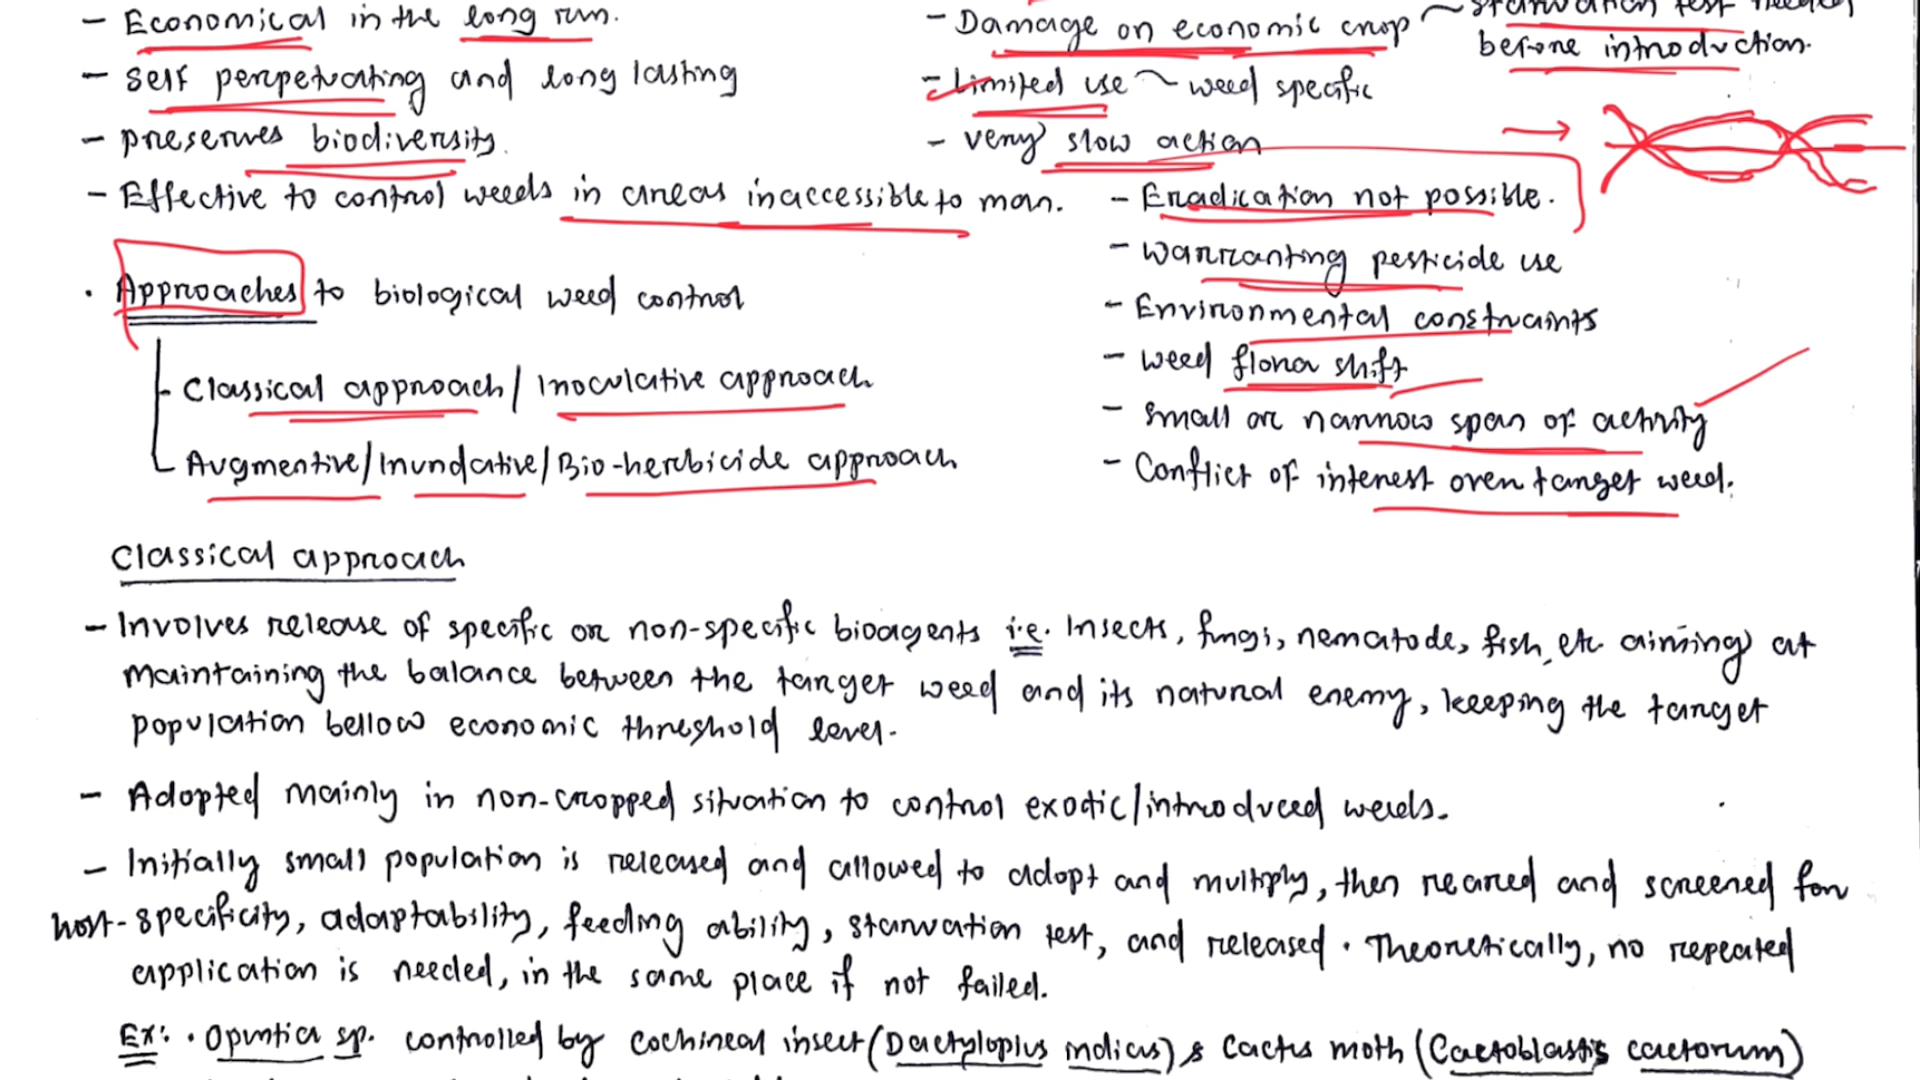 - Economical in the long run.
- Self perpetuating and long lasting
- preserves biodiversity.
- Effective to control weeds in areas inaccessible to man.
- Damage on economic crop ~ starvation test needed
before introduction.
- Limited use ~ weed specific
- very slow action
- Eradication not possible.
- Warranting pesticide use
- Environmental constraints
- weed flora shift
- Small or narrow span of activity
- Conflict of interest over target weed.
· Approaches to biological weed control
Classical approach/Inoculative approach
Augmentive/Inundative/Bio-herbicide approach
Classical approach
- Involves release of specific or non-specific bioagents i.e. Insects, fungi, nematode, fish, etc. aiming at
maintaining the balance between the target weed and its natural enemy, keeping the target
population bellow economic threshold level.
- Adopted mainly in non-cropped situation to control exotic/introduced weeds.
- Initially small population is released and allowed to adopt and multiply, then reared and screened for
host-specificity, adaptability, feeding ability, starvation test, and released. Theoretically, no repeated
application is needed, in the same place if not failed.
Ex: · Opuntia sp. controlled by cochineal insect (Dactylopius indicus) & Cactus moth (Cactoblastis cactorum)